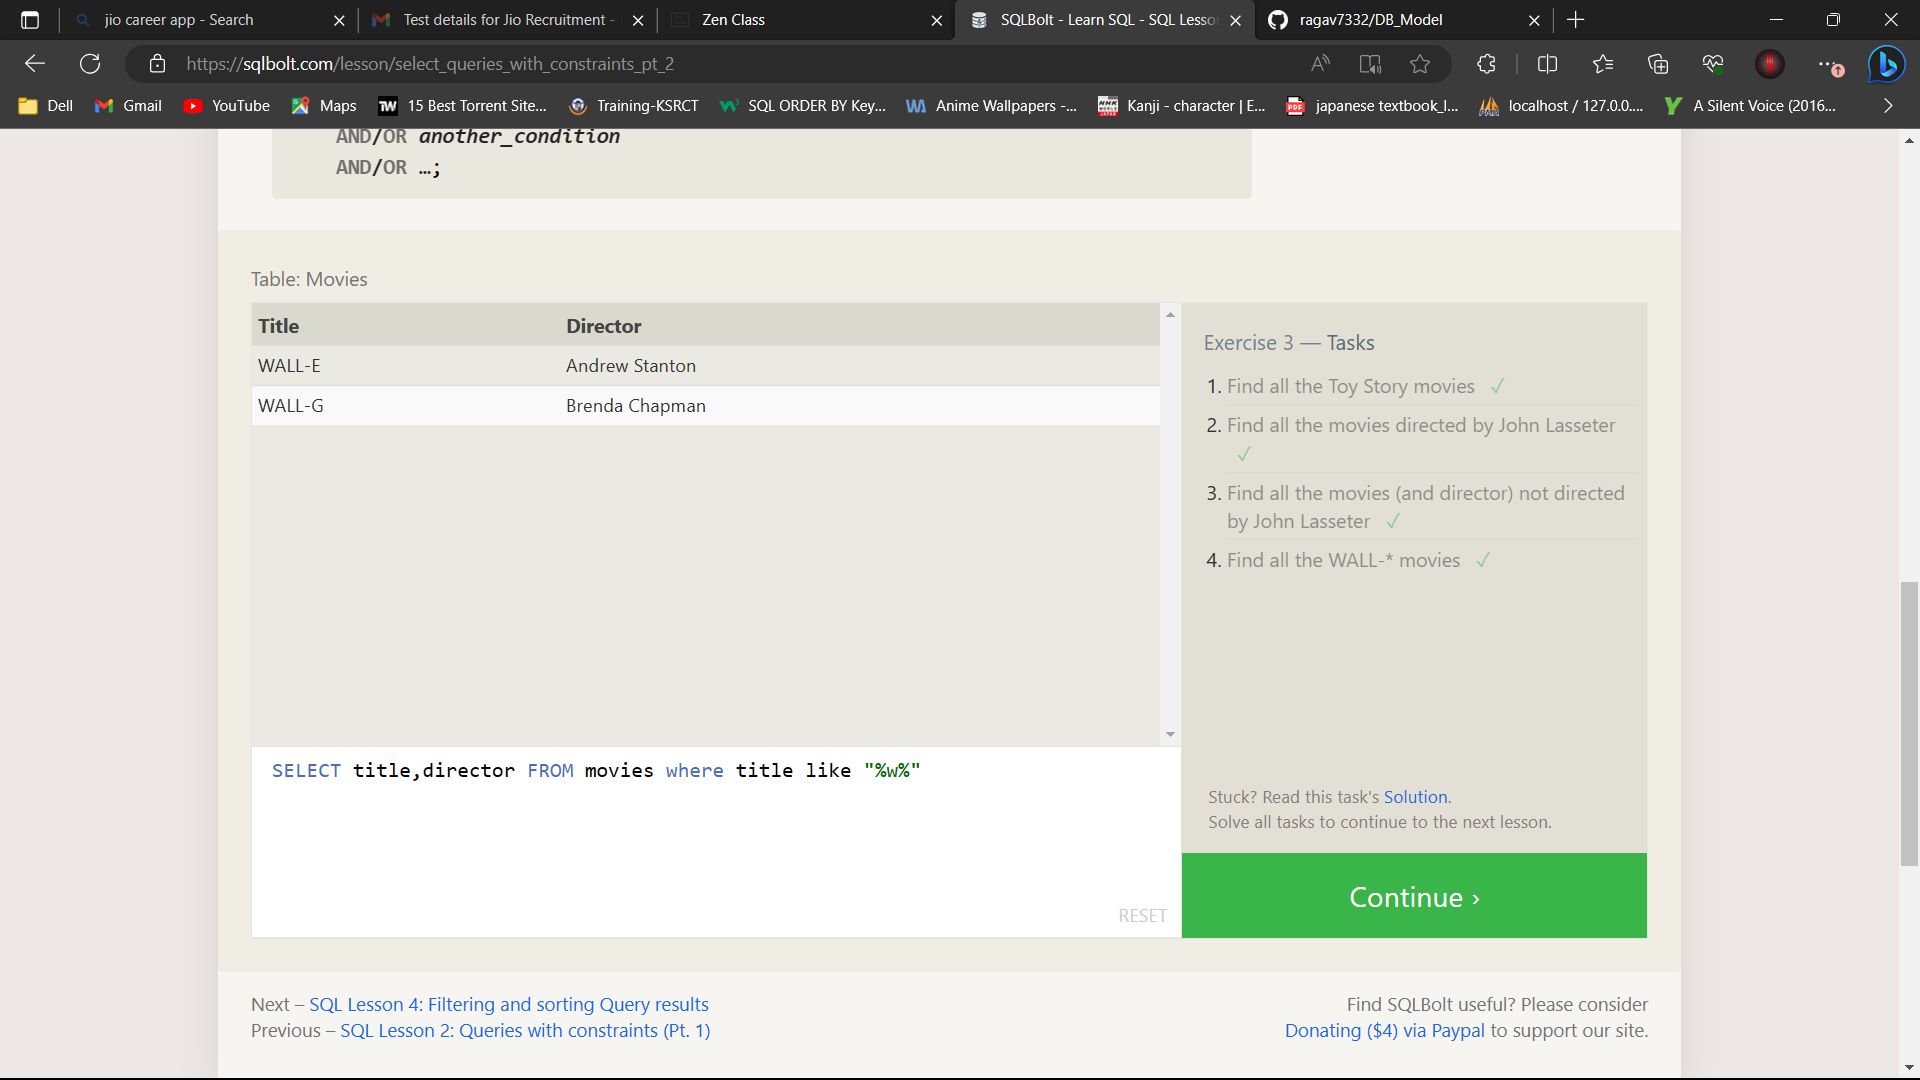 jio career app - Search
Test details for Jio Recruitment -
Zen Class
SQLBolt - Learn SQL - SQL Lesso
ragav7332/DB_Model
https://sqlbolt.com/lesson/select_queries_with_constraints_pt_2
Dell
Gmail
YouTube
Maps
15 Best Torrent Site...
Training-KSRCT
SQL ORDER BY Key...
Anime Wallpapers -...
Kanji - character | E...
japanese textbook_I...
localhost / 127.0.0....
A Silent Voice (2016...
AND/OR another_condition
AND/OR …;
Table: Movies
Title Director
WALL-E Andrew Stanton
WALL-G Brenda Chapman
SELECT title,director FROM movies where title like "%w%"
RESET
Exercise 3 — Tasks
1. Find all the Toy Story movies ✓
2. Find all the movies directed by John Lasseter
✓
3. Find all the movies (and director) not directed
by John Lasseter ✓
4. Find all the WALL-* movies ✓
Stuck? Read this task's Solution.
Solve all tasks to continue to the next lesson.
Continue ›
Next – SQL Lesson 4: Filtering and sorting Query results
Previous – SQL Lesson 2: Queries with constraints (Pt. 1)
Find SQLBolt useful? Please consider
Donating ($4) via Paypal to support our site.